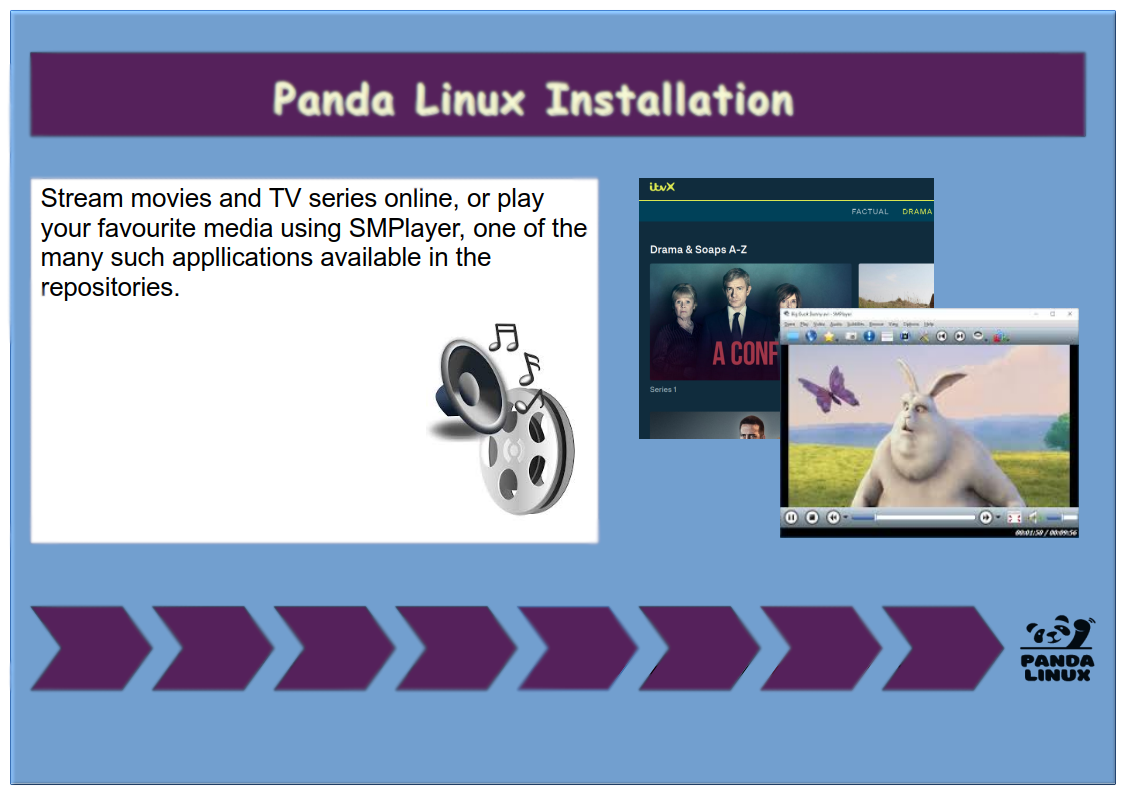 Panda Linux Installation
Stream movies and TV series online, or play
your favourite media using SMPlayer, one of the
many such appllications available in the
repositories.
itvX
FACTUAL DRAMA
Drama & Soaps A-Z
A CONF
Series 1
Big Buck Bunny.avi - SMPlayer
Open Play Video Audio Subtitles Browse View Options Help
00:01:50 / 00:09:56
PANDA
LINUX